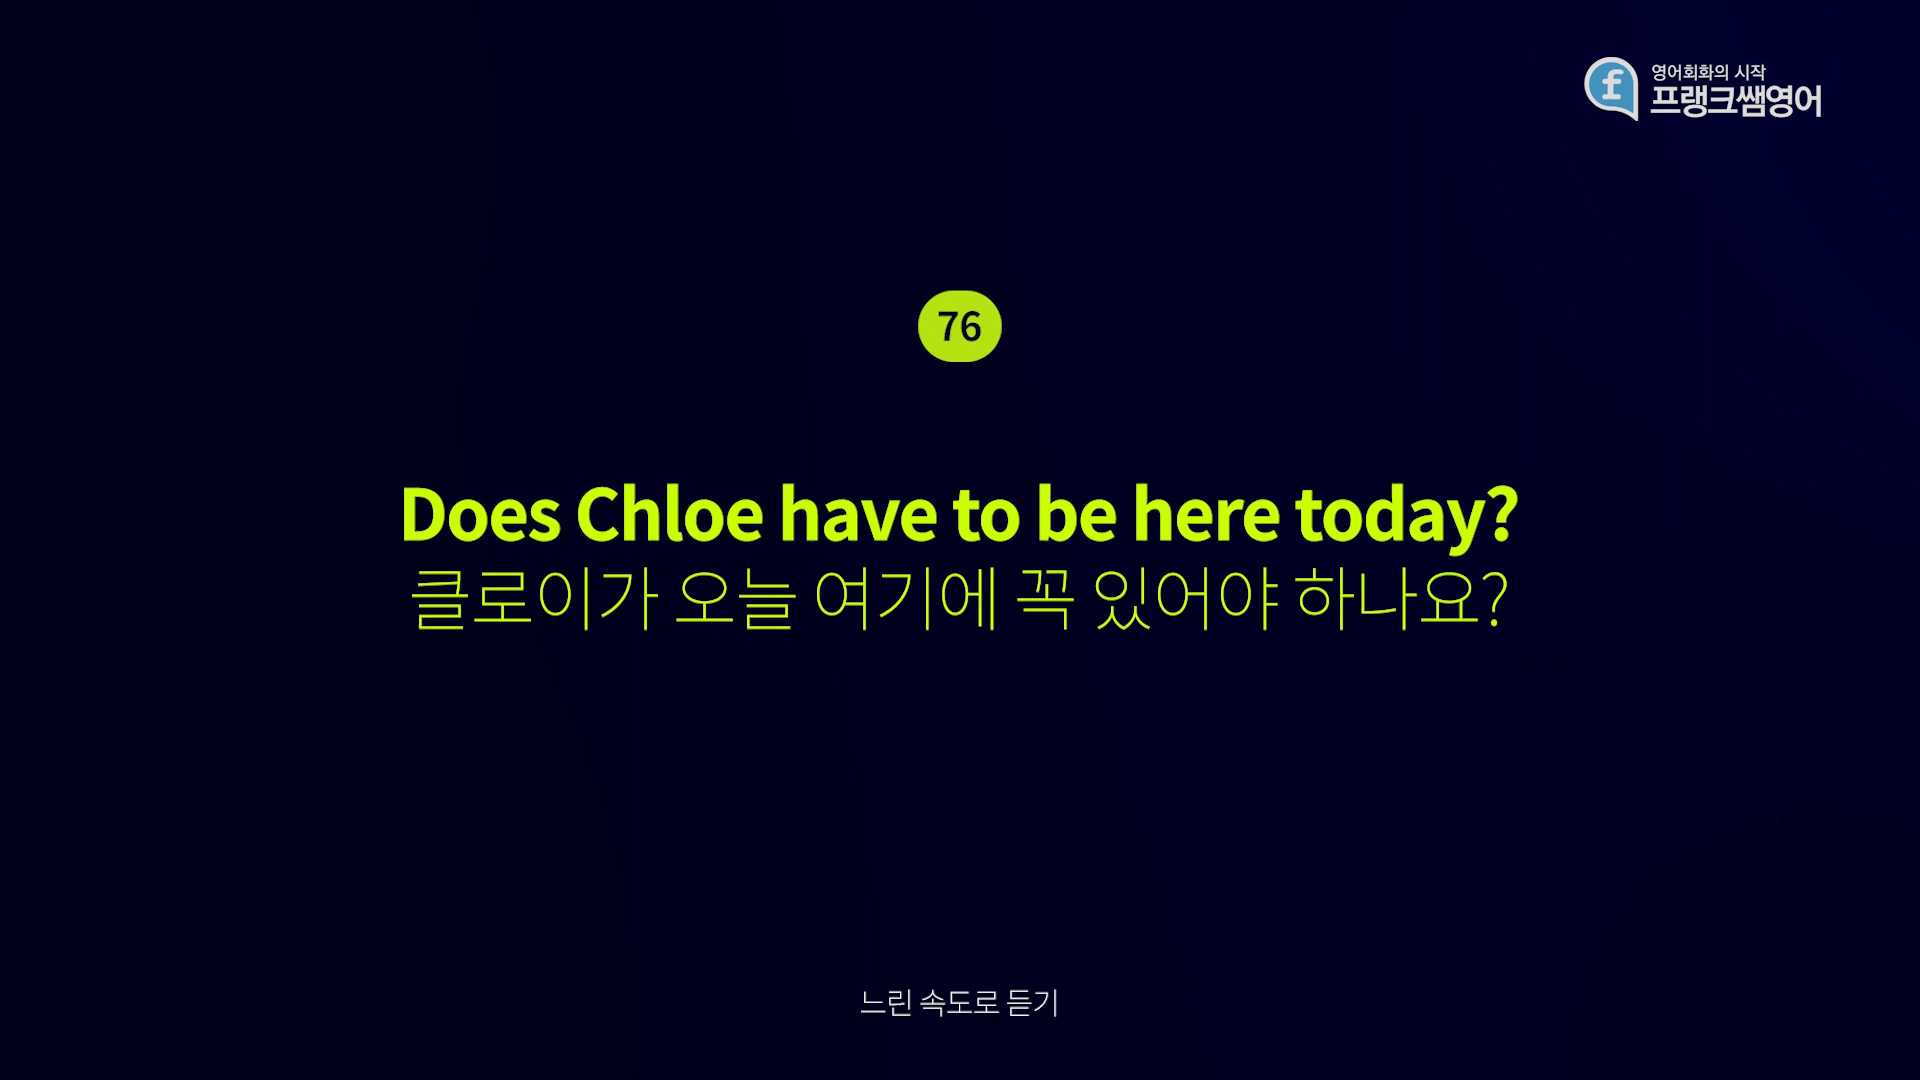 f
영어회화의 시작
프랭크쌤영어
76
Does Chloe have to be here today?
클로이가 오늘 여기에 꼭 있어야 하나요?
느린 속도로 듣기